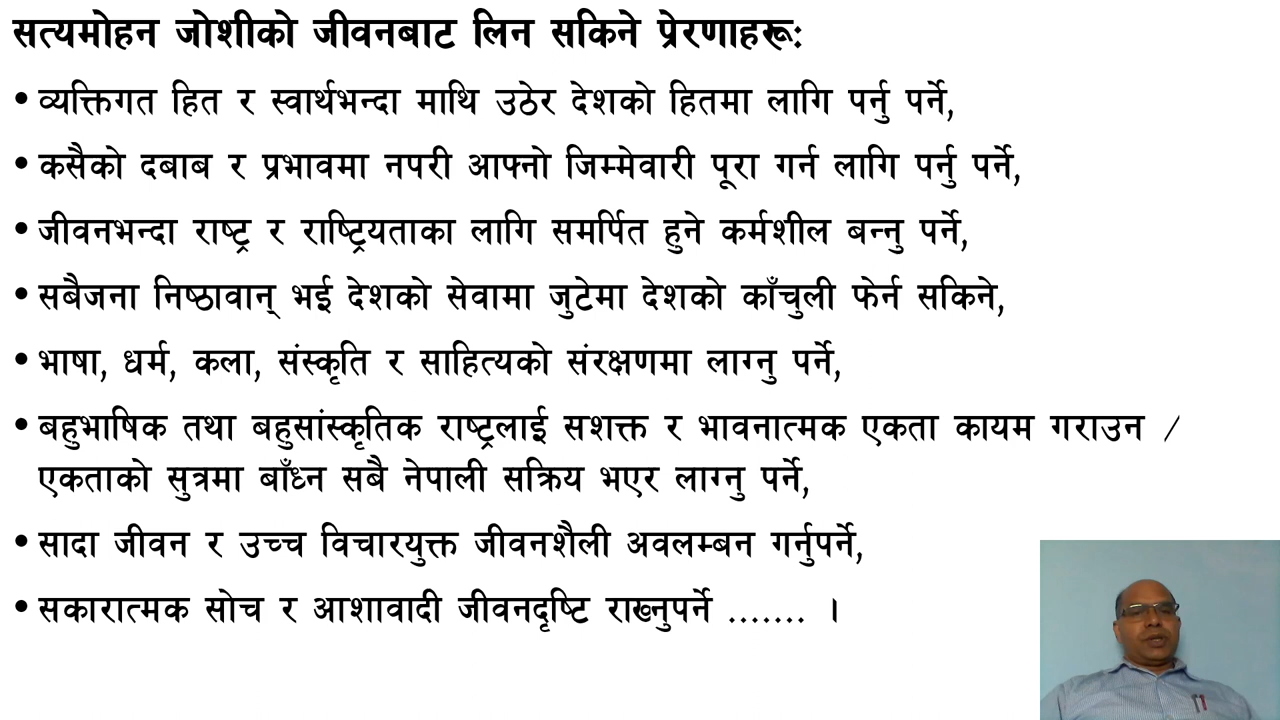 सत्यमोहन जोशीको जीवनबाट लिन सकिने प्रेरणाहरूः
• व्यक्तिगत हित र स्वार्थभन्दा माथि उठेर देशको हितमा लागि पर्नु पर्ने,
• कसैको दबाब र प्रभावमा नपरी आफ्नो जिम्मेवारी पूरा गर्न लागि पर्नु पर्ने,
• जीवनभन्दा राष्ट्र र राष्ट्रियताका लागि समर्पित हुने कर्मशील बन्नु पर्ने,
• सबैजना निष्ठावान् भई देशको सेवामा जुटेमा देशको काँचुली फेर्न सकिने,
• भाषा, धर्म, कला, संस्कृति र साहित्यको संरक्षणमा लाग्नु पर्ने,
• बहुभाषिक तथा बहुसांस्कृतिक राष्ट्रलाई सशक्त र भावनात्मक एकता कायम गराउन /
एकताको सुत्रमा बाँध्न सबै नेपाली सक्रिय भएर लाग्नु पर्ने,
• सादा जीवन र उच्च विचारयुक्त जीवनशैली अवलम्बन गर्नुपर्ने,
• सकारात्मक सोच र आशावादी जीवनदृष्टि राख्नुपर्ने ....... ।